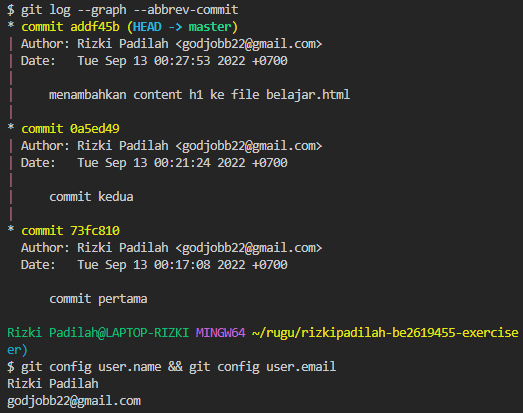 $ git log --graph --abbrev-commit
* commit addf45b (HEAD -> master)
| Author: Rizki Padilah <godjobb22@gmail.com>
| Date:   Tue Sep 13 00:27:53 2022 +0700
|
|     menambahkan content h1 ke file belajar.html
|
* commit 0a5ed49
| Author: Rizki Padilah <godjobb22@gmail.com>
| Date:   Tue Sep 13 00:21:24 2022 +0700
|
|     commit kedua
|
* commit 73fc810
  Author: Rizki Padilah <godjobb22@gmail.com>
  Date:   Tue Sep 13 00:17:08 2022 +0700

      commit pertama

Rizki Padilah@LAPTOP-RIZKI MINGW64 ~/rugu/rizkipadilah-be2619455-exercise
er)
$ git config user.name && git config user.email
Rizki Padilah
godjobb22@gmail.com